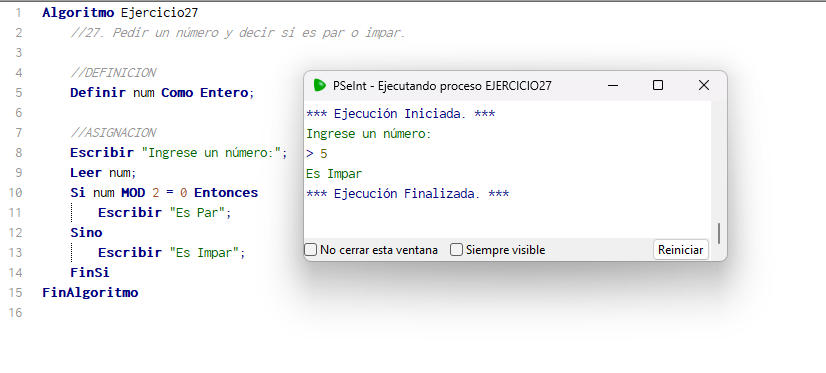 1 Algoritmo Ejercicio27
2 //27. Pedir un número y decir si es par o impar.
3
4 //DEFINICION
5 Definir num Como Entero;
6
7 //ASIGNACION
8 Escribir "Ingrese un número:";
9 Leer num;
10 Si num MOD 2 = 0 Entonces
11 Escribir "Es Par";
12 Sino
13 Escribir "Es Impar";
14 FinSi
15 FinAlgoritmo
16
PSeInt - Ejecutando proceso EJERCICIO27
*** Ejecución Iniciada. ***
Ingrese un número:
> 5
Es Impar
*** Ejecución Finalizada. ***
No cerrar esta ventana Siempre visible Reiniciar